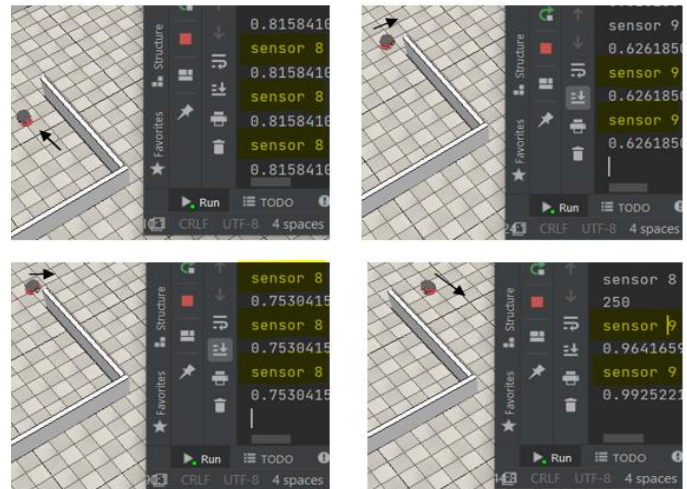 Structure
Favorites
0.8158410
sensor 8
0.8158410
sensor 8
0.8158410
sensor 8
0.8158410
Run TODO
CRLF UTF-8 4 spaces
Structure
Favorites
sensor 9
0.6261850
sensor 9
0.6261850
sensor 9
0.6261850
Run TODO
CRLF UTF-8 4 spaces
Structure
Favorites
sensor 8
0.7530415
sensor 8
0.7530415
sensor 8
0.7530415
Run TODO
CRLF UTF-8 4 spaces
Structure
Favorites
sensor 8
250
sensor 9
0.9641659
sensor 9
0.9925221
Run TODO
CRLF UTF-8 4 spaces